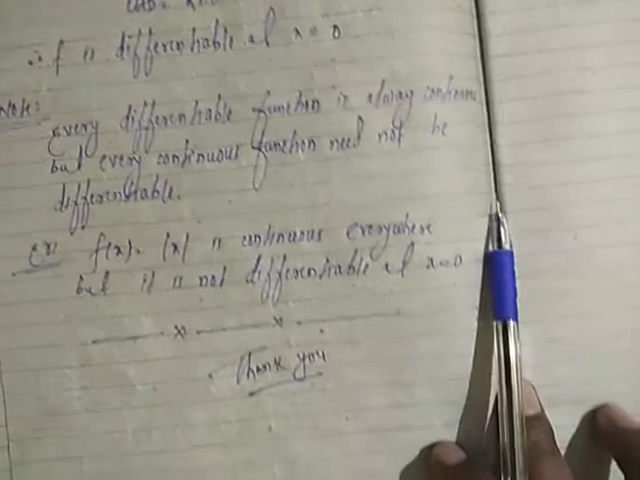 ∴ f is differentiable at x = 0
Note:
Every differentiable function is alway continuous
but every continuous function need not be
differentiable.
Ex: f(x) = |x| is continuous everywhere
but it is not differentiable at x=0
Thank you